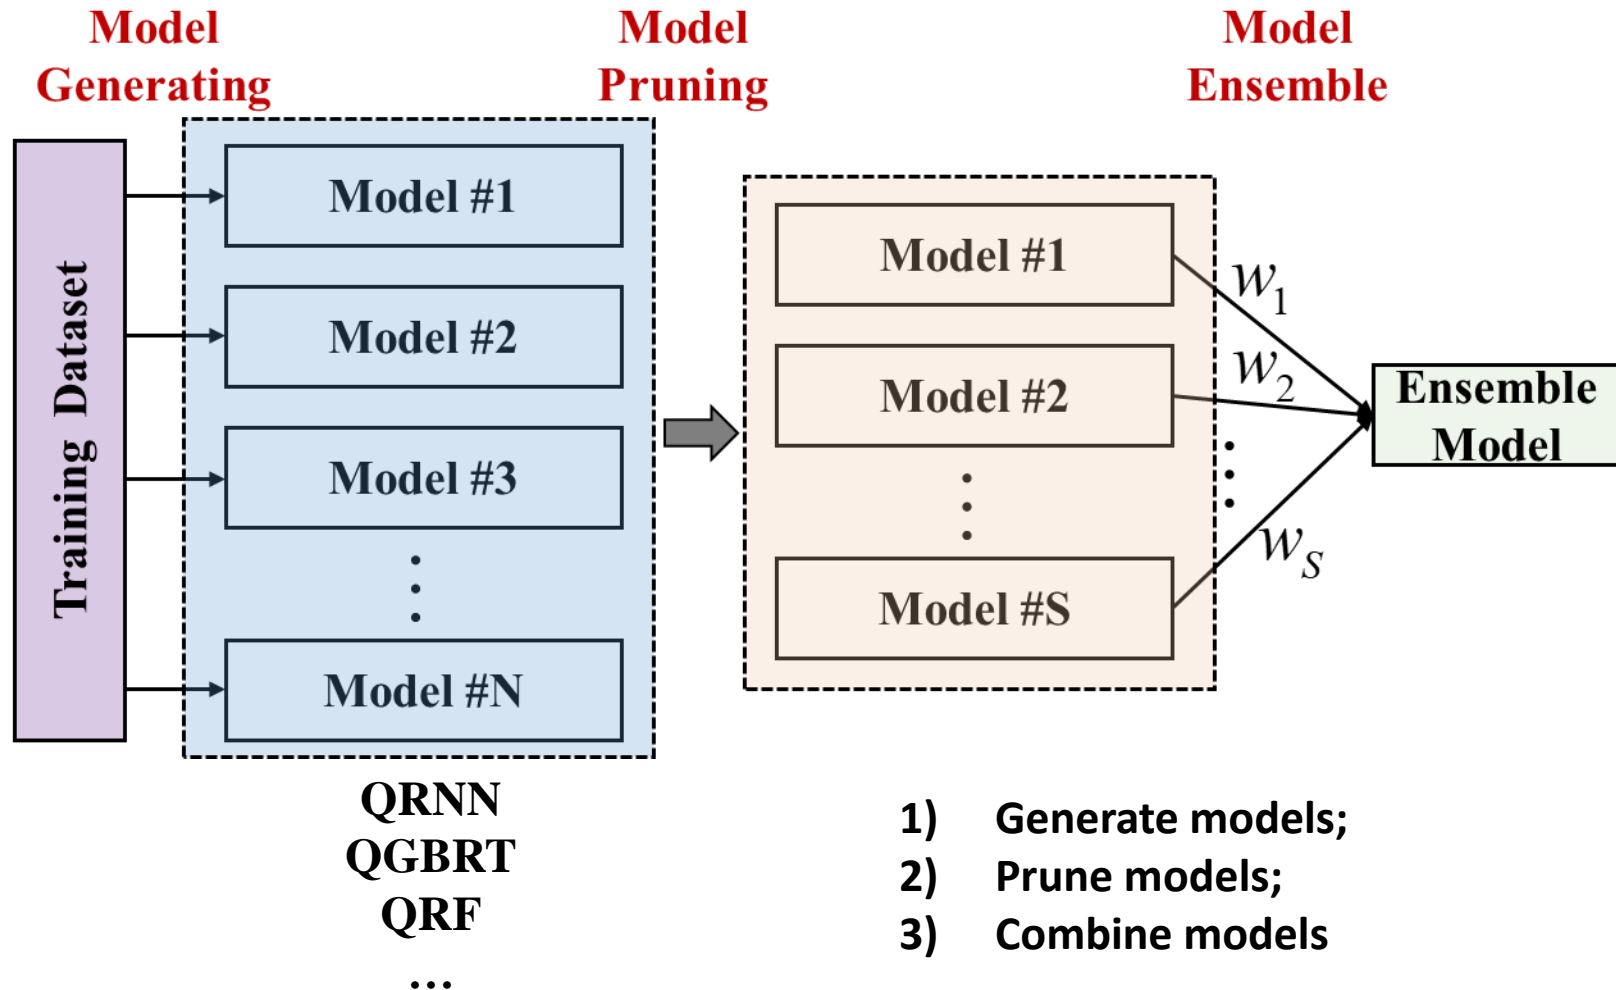 Model
Generating
Model
Pruning
Model
Ensemble
Training Dataset
Model #1
Model #2
Model #3
⋮
Model #N
QRNN
QGBRT
QRF
...
Model #1
Model #2
⋮
Model #S
w₁
w₂
⋮
w_S
Ensemble
Model
1) Generate models;
2) Prune models;
3) Combine models